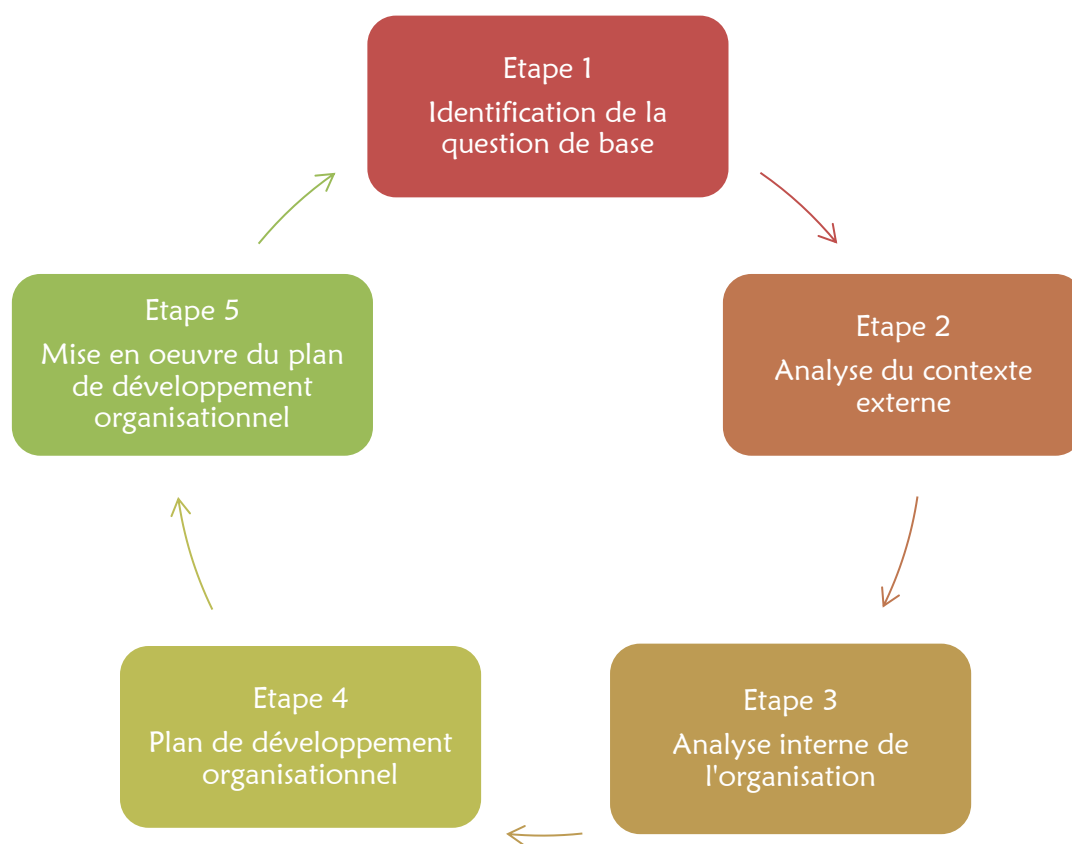 Etape 1
Identification de la
question de base
Etape 2
Analyse du contexte
externe
Etape 3
Analyse interne de
l'organisation
Etape 4
Plan de développement
organisationnel
Etape 5
Mise en oeuvre du plan
de développement
organisationnel